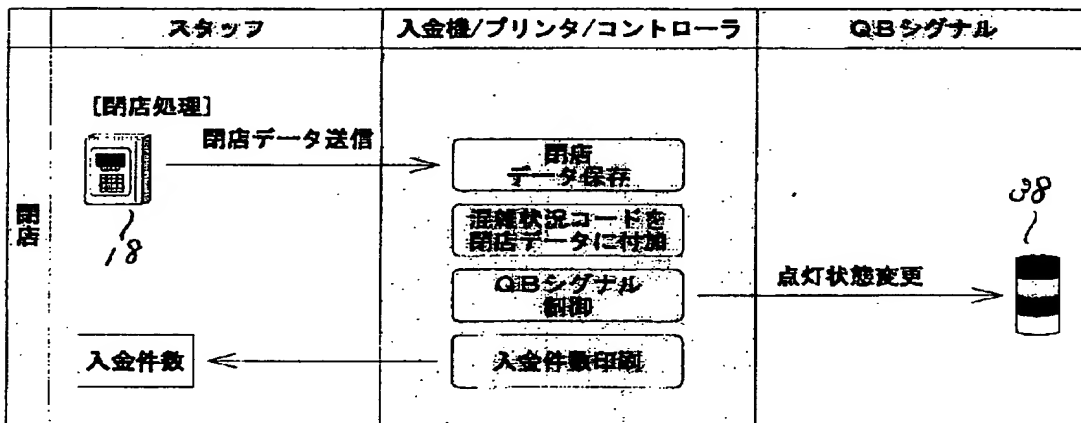 スタッフ
入金機/プリンタ/コントローラ
QBシグナル
[閉店処理]
閉店データ送信
閉店
データ保存
38
閉店
18
混雑状況コードを
閉店データに付加
QBシグナル
制御
点灯状態変更
入金件数
入金件数印刷